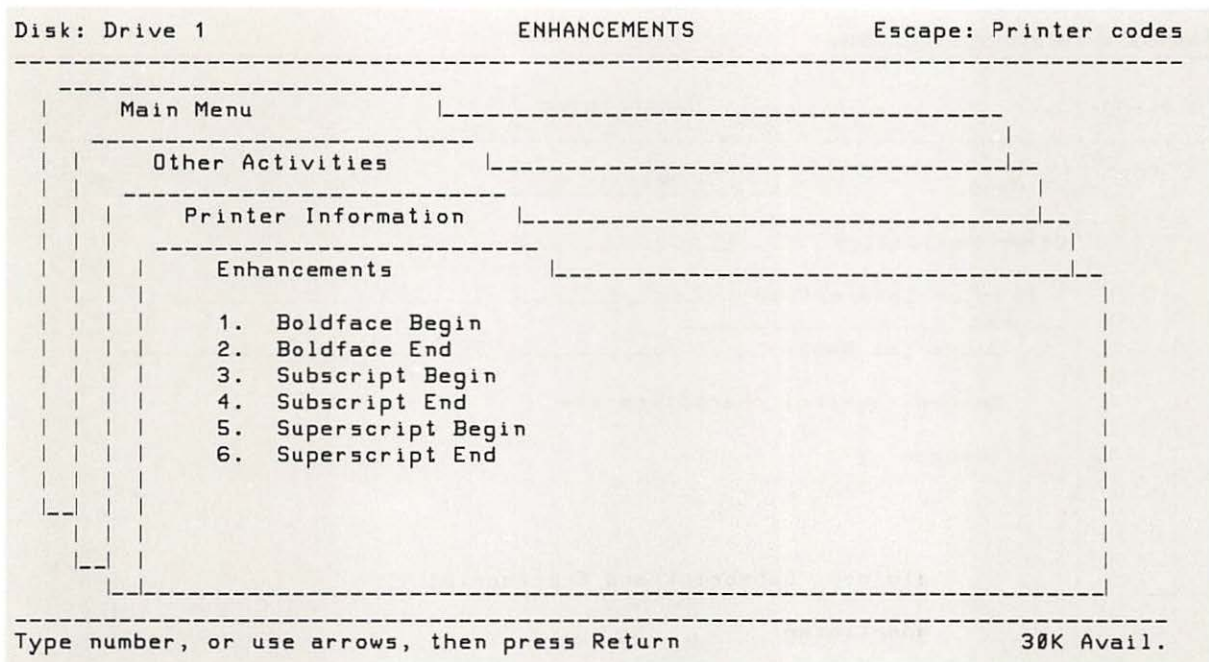 Disk: Drive 1 ENHANCEMENTS Escape: Printer codes
Main Menu
Other Activities
Printer Information
Enhancements
1. Boldface Begin
2. Boldface End
3. Subscript Begin
4. Subscript End
5. Superscript Begin
6. Superscript End
Type number, or use arrows, then press Return 30K Avail.